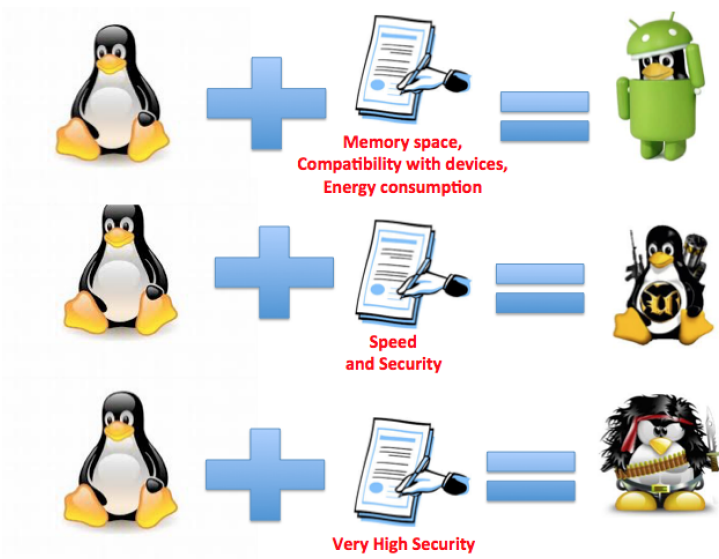 Memory space,
Compatibility with devices,
Energy consumption
Speed
and Security
Very High Security